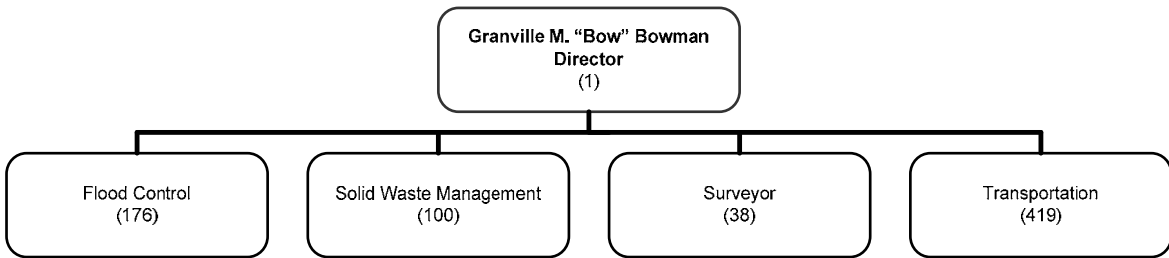 Granville M. “Bow” Bowman
Director
(1)
Flood Control
(176)
Solid Waste Management
(100)
Surveyor
(38)
Transportation
(419)